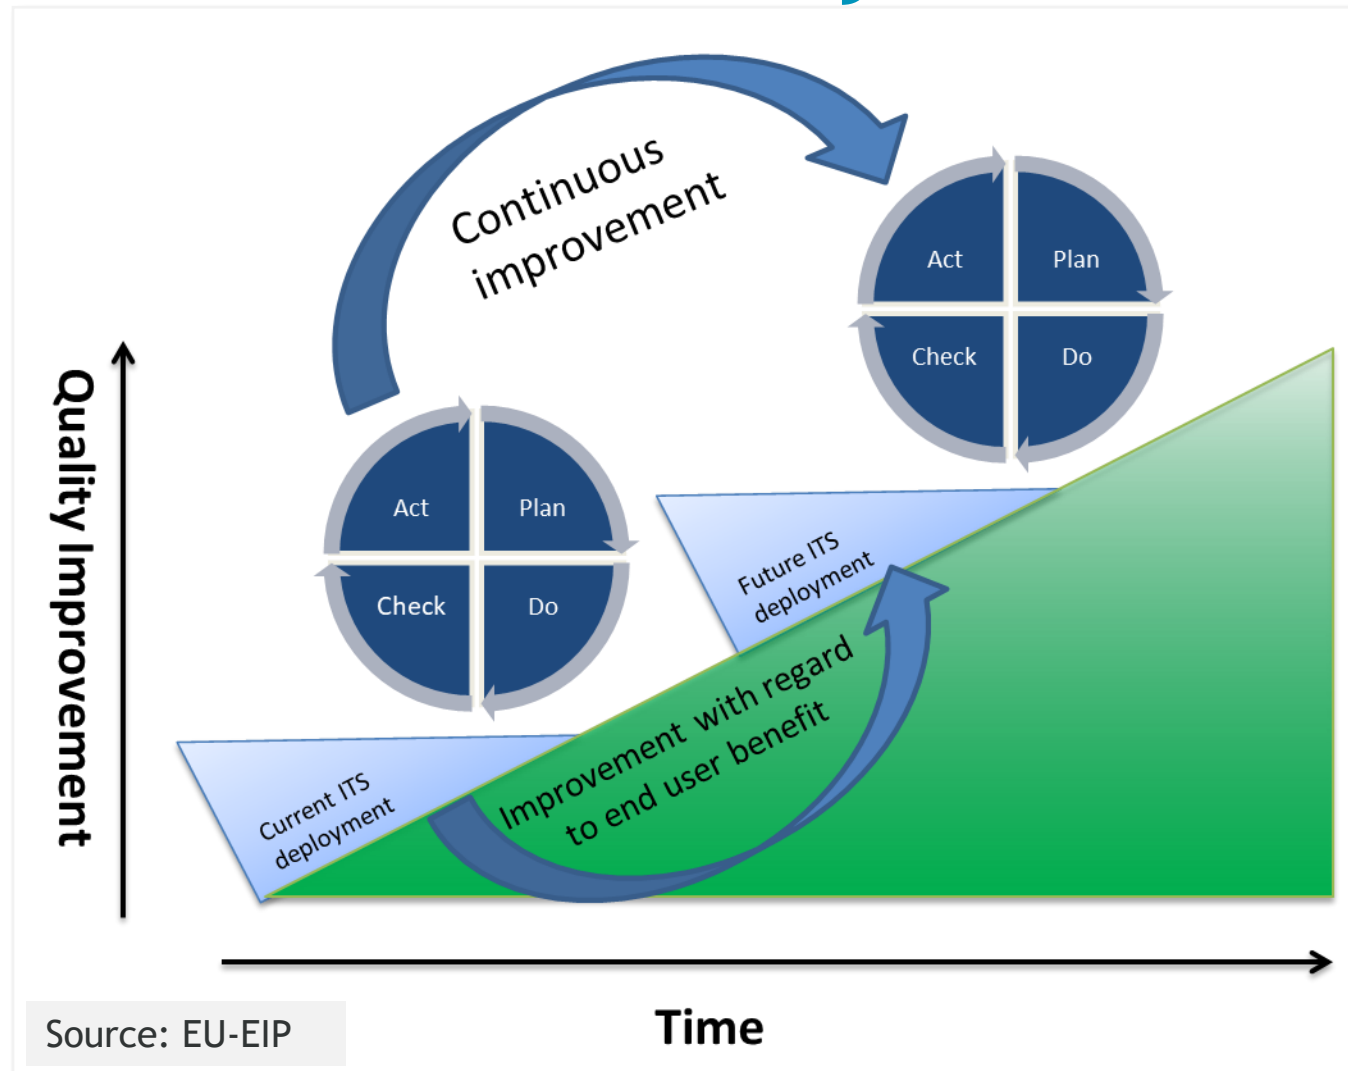 Continuous
improvement
Act
Plan
Check
Do
Quality Improvement
Act
Plan
Check
Do
Future ITS
deployment
Improvement with regard
to end user benefit
Current ITS
deployment
Time
Source: EU-EIP